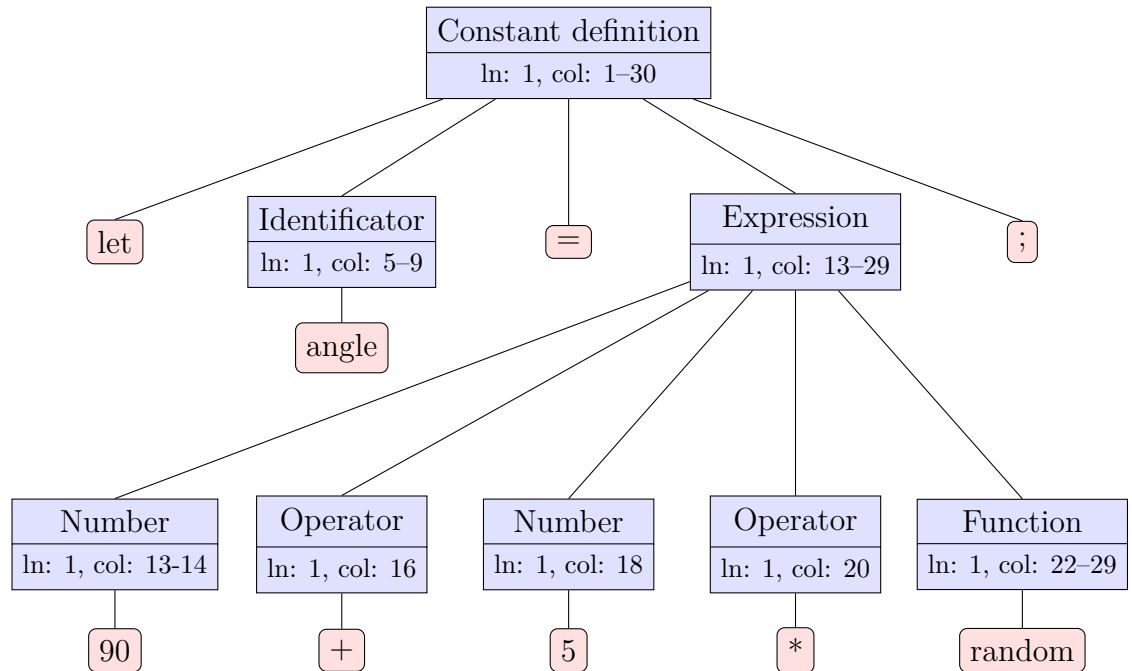 Constant definition
ln: 1, col: 1–30
let
Identificator
ln: 1, col: 5–9
=
Expression
ln: 1, col: 13–29
;
angle
Number
ln: 1, col: 13-14
Operator
ln: 1, col: 16
Number
ln: 1, col: 18
Operator
ln: 1, col: 20
Function
ln: 1, col: 22–29
90
+
5
*
random